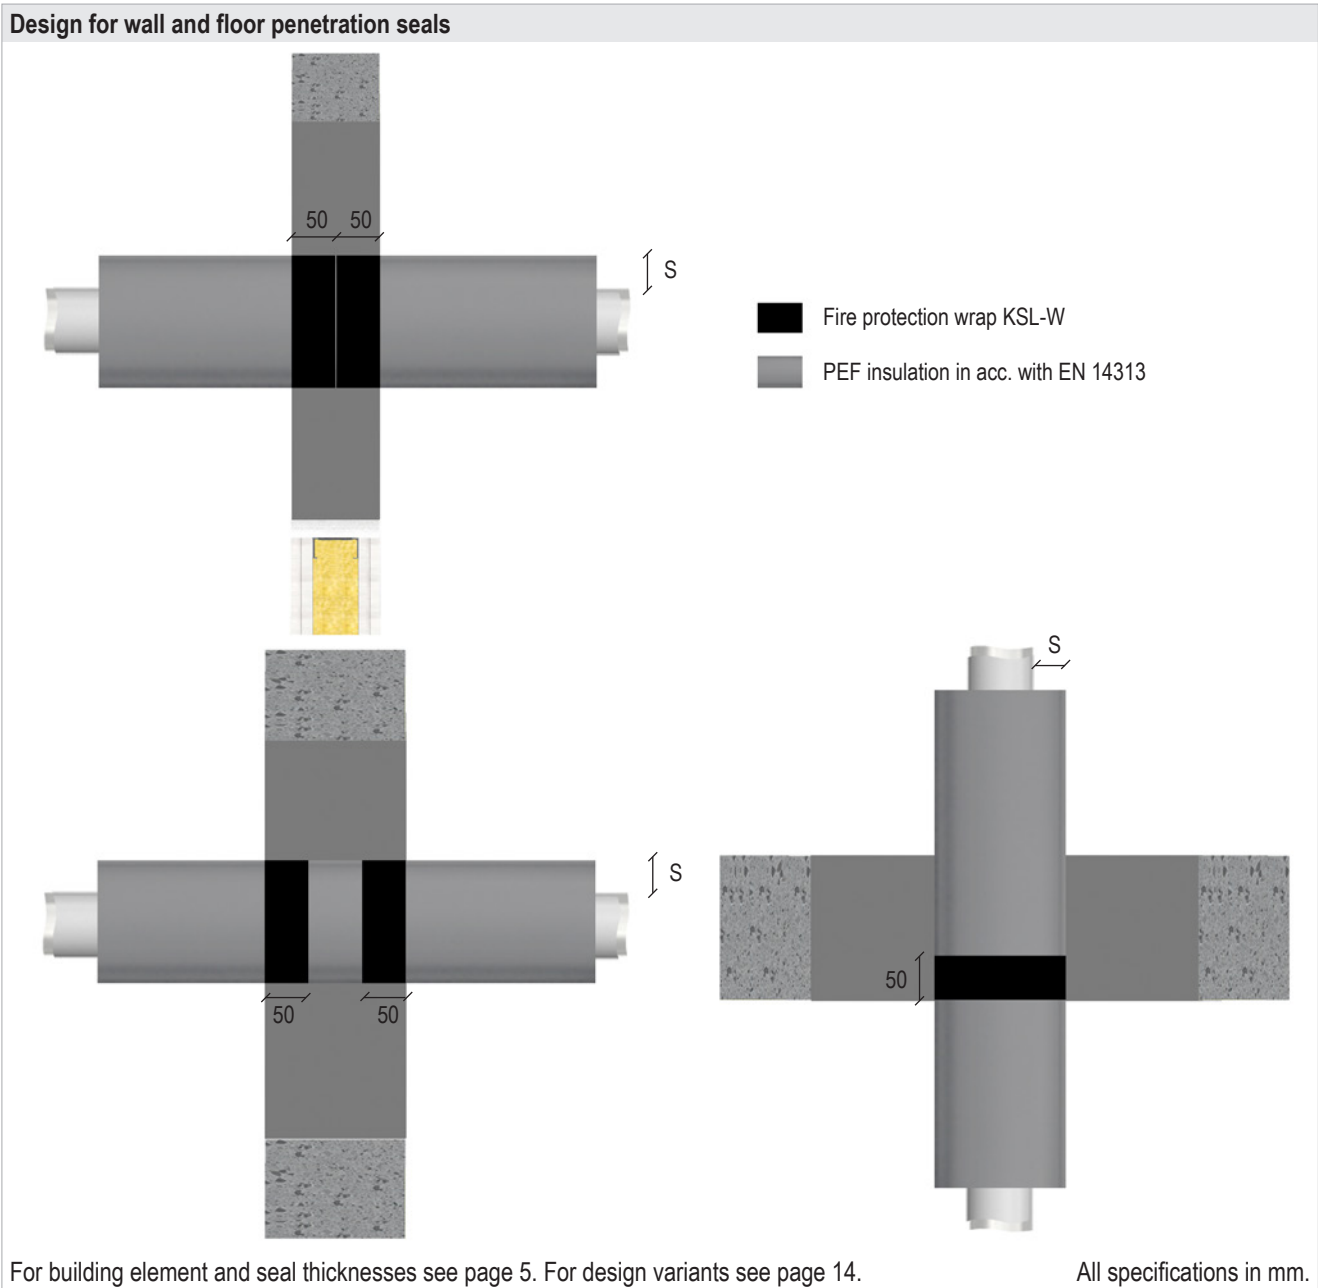 Design for wall and floor penetration seals
50 50
S
Fire protection wrap KSL-W
PEF insulation in acc. with EN 14313
S
50 50
S
50
For building element and seal thicknesses see page 5. For design variants see page 14.
All specifications in mm.